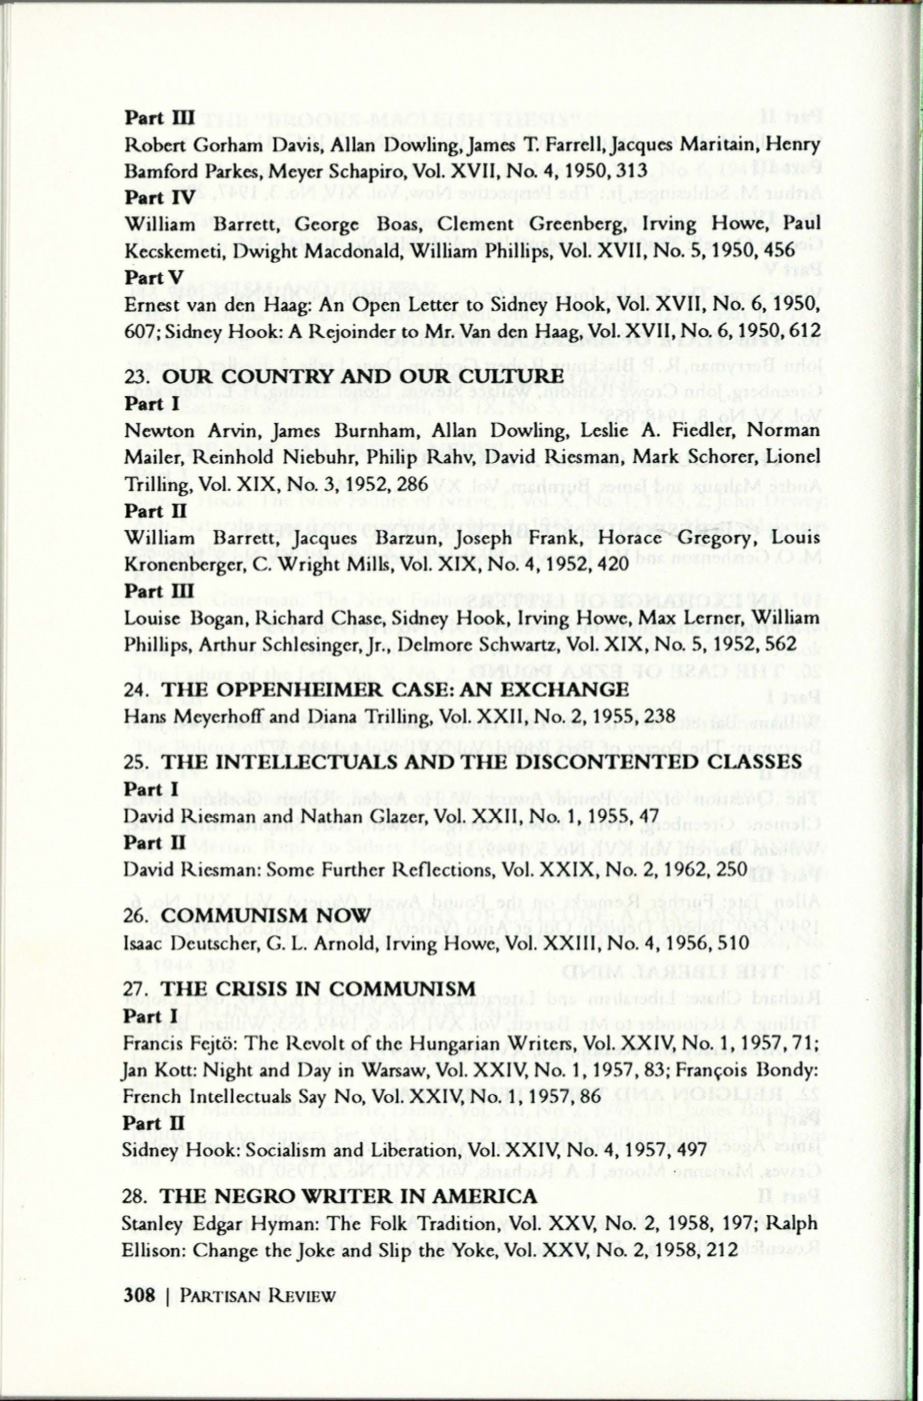 Part III
Robert Gorham Davis, Allan Dowling, James T. Farrell, Jacques Maritain, Henry
Bamford Parkes, Meyer Schapiro, Vol. XVII, No. 4, 1950, 313
Part IV
William Barrett, George Boas, Clement Greenberg, Irving Howe, Paul
Kecskemeti, Dwight Macdonald, William Phillips, Vol. XVII, No. 5, 1950, 456
Part V
Ernest van den Haag: An Open Letter to Sidney Hook, Vol. XVII, No. 6, 1950,
607; Sidney Hook: A Rejoinder to Mr. Van den Haag, Vol. XVII, No. 6, 1950, 612
23. OUR COUNTRY AND OUR CULTURE
Part I
Newton Arvin, James Burnham, Allan Dowling, Leslie A. Fiedler, Norman
Mailer, Reinhold Niebuhr, Philip Rahv, David Riesman, Mark Schorer, Lionel
Trilling, Vol. XIX, No. 3, 1952, 286
Part II
William Barrett, Jacques Barzun, Joseph Frank, Horace Gregory, Louis
Kronenberger, C. Wright Mills, Vol. XIX, No. 4, 1952, 420
Part III
Louise Bogan, Richard Chase, Sidney Hook, Irving Howe, Max Lerner, William
Phillips, Arthur Schlesinger, Jr., Delmore Schwartz, Vol. XIX, No. 5, 1952, 562
24. THE OPPENHEIMER CASE: AN EXCHANGE
Hans Meyerhoff and Diana Trilling, Vol. XXII, No. 2, 1955, 238
25. THE INTELLECTUALS AND THE DISCONTENTED CLASSES
Part I
David Riesman and Nathan Glazer, Vol. XXII, No. 1, 1955, 47
Part II
David Riesman: Some Further Reflections, Vol. XXIX, No. 2, 1962, 250
26. COMMUNISM NOW
Isaac Deutscher, G. L. Arnold, Irving Howe, Vol. XXIII, No. 4, 1956, 510
27. THE CRISIS IN COMMUNISM
Part I
Francis Fejtö: The Revolt of the Hungarian Writers, Vol. XXIV, No. 1, 1957, 71;
Jan Kott: Night and Day in Warsaw, Vol. XXIV, No. 1, 1957, 83; François Bondy:
French Intellectuals Say No, Vol. XXIV, No. 1, 1957, 86
Part II
Sidney Hook: Socialism and Liberation, Vol. XXIV, No. 4, 1957, 497
28. THE NEGRO WRITER IN AMERICA
Stanley Edgar Hyman: The Folk Tradition, Vol. XXV, No. 2, 1958, 197; Ralph
Ellison: Change the Joke and Slip the Yoke, Vol. XXV, No. 2, 1958, 212
308 | PARTISAN REVIEW